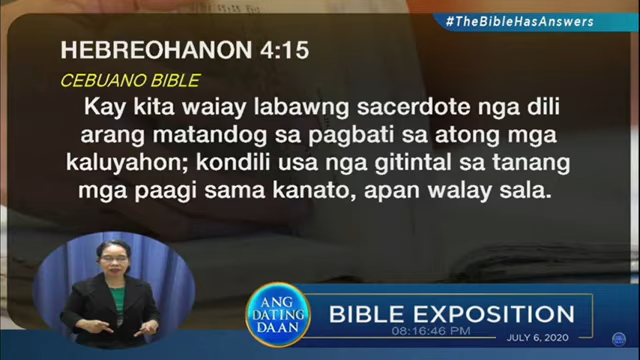 #TheBibleHasAnswers
HEBREOHANON 4:15
CEBUANO BIBLE
Kay kita waiay labawng sacerdote nga dili
arang matandog sa pagbati sa atong mga
kaluyahon; kondili usa nga gitintal sa tanang
mga paagi sama kanato, apan walay sala.
ANG
DATING
DAAN
BIBLE EXPOSITION
08:16:46 PM
JULY 6, 2020